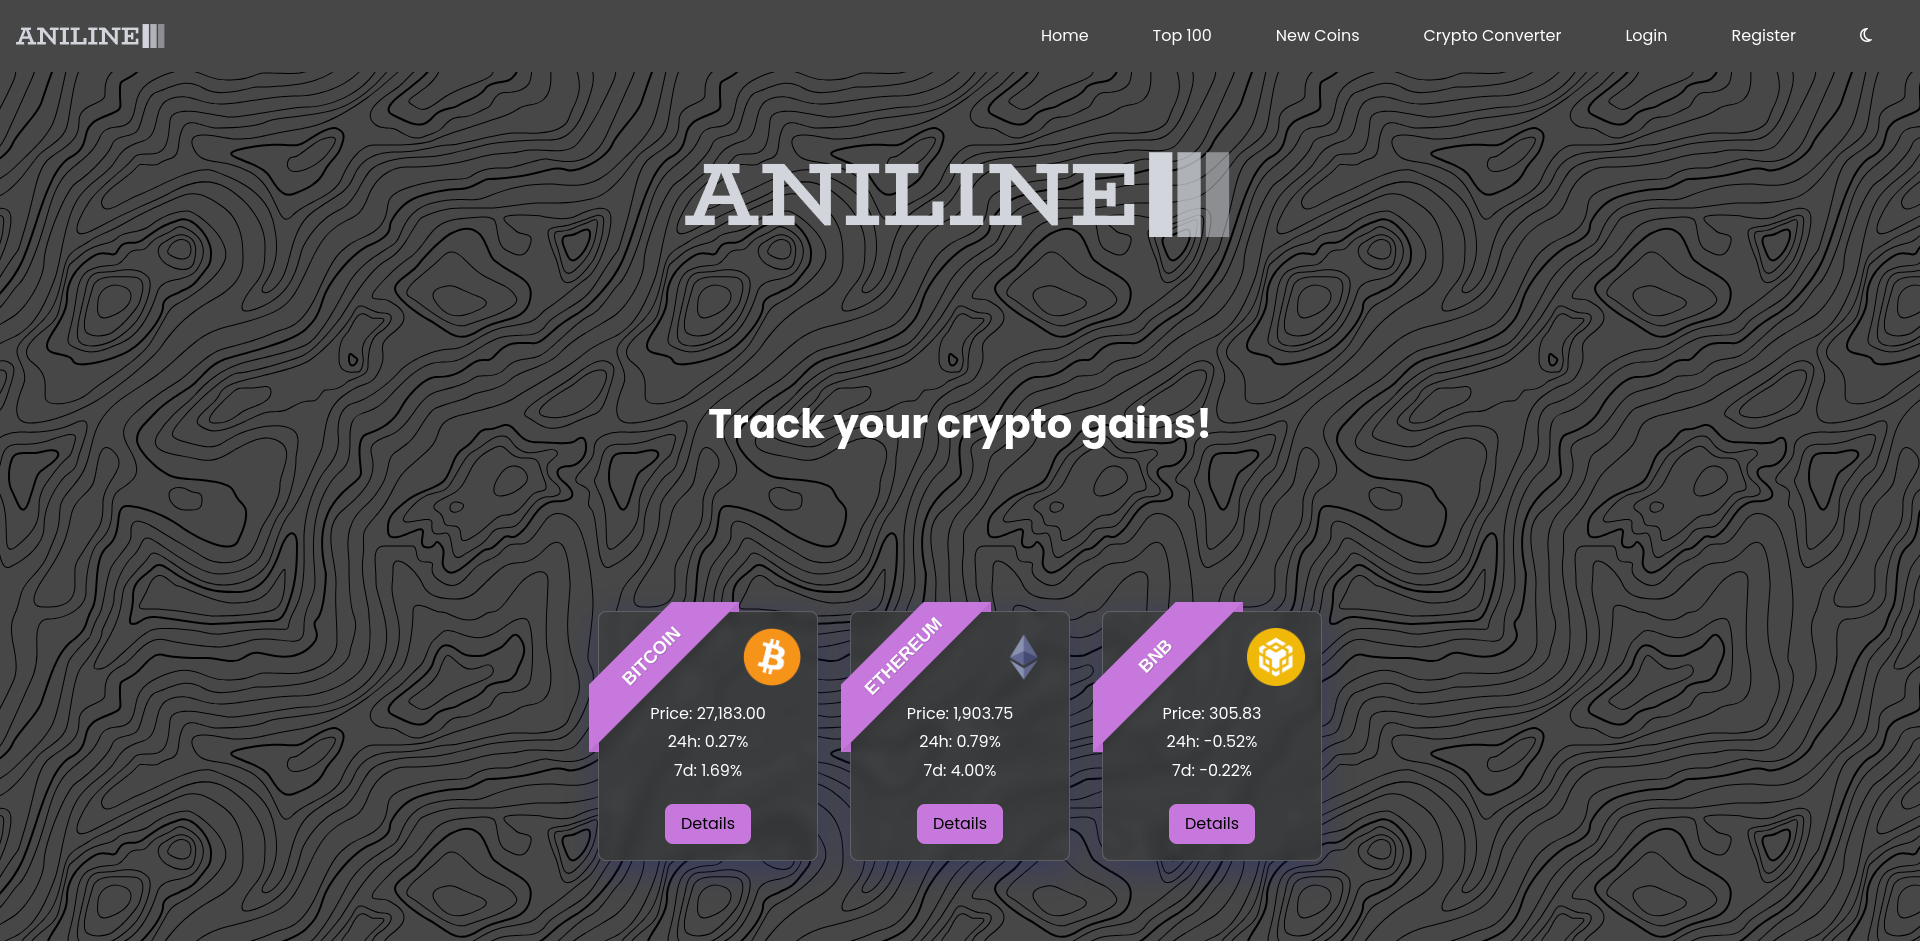 ANILINE
Home
Top 100
New Coins
Crypto Converter
Login
Register
ANILINE
Track your crypto gains!
BITCOIN
Price: 27,183.00
24h: 0.27%
7d: 1.69%
Details
ETHEREUM
Price: 1,903.75
24h: 0.79%
7d: 4.00%
Details
BNB
Price: 305.83
24h: -0.52%
7d: -0.22%
Details